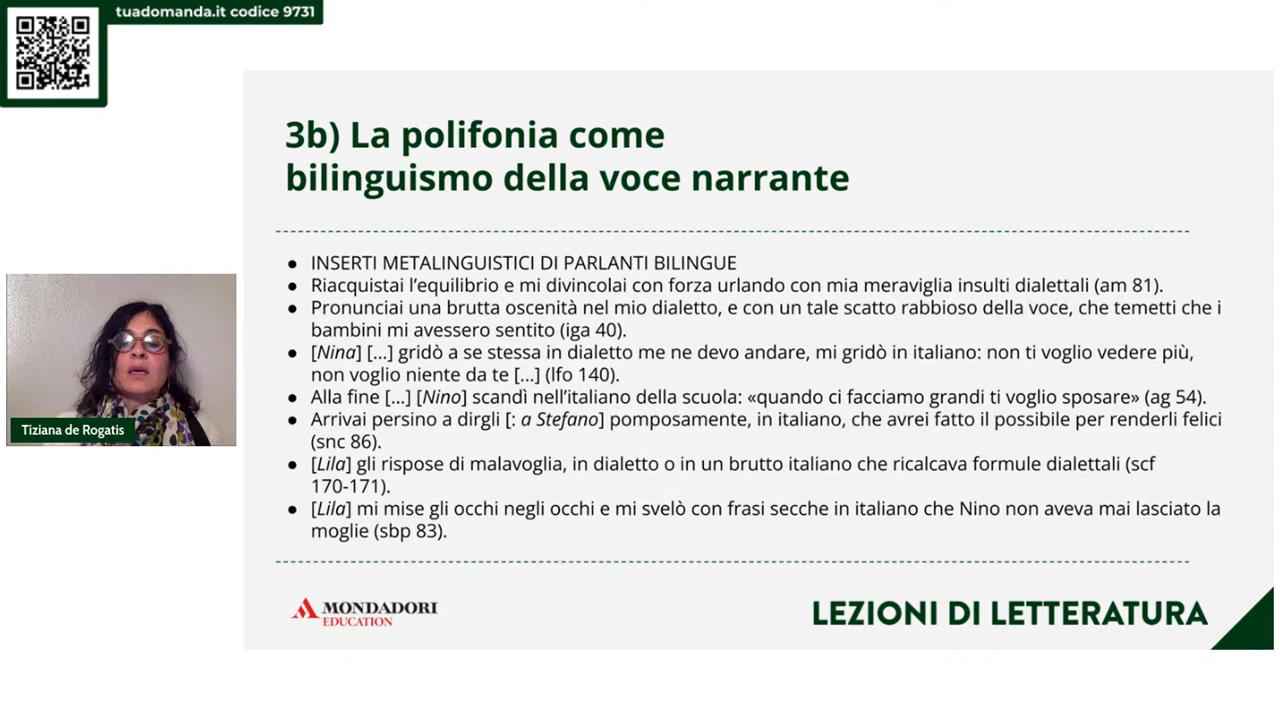 tuadomanda.it codice 9731
3b) La polifonia come
bilinguismo della voce narrante
● INSERTI METALINGUISTICI DI PARLANTI BILINGUE
● Riacquistai l’equilibrio e mi divincolai con forza urlando con mia meraviglia insulti dialettali (am 81).
● Pronunciai una brutta oscenità nel mio dialetto, e con un tale scatto rabbioso della voce, che temetti che i
bambini mi avessero sentito (iga 40).
● [Nina] [...] gridò a se stessa in dialetto me ne devo andare, mi gridò in italiano: non ti voglio vedere più,
non voglio niente da te [...] (lfo 140).
● Alla fine [...] [Nino] scandì nell’italiano della scuola: «quando ci facciamo grandi ti voglio sposare» (ag 54).
● Arrivai persino a dirgli [: a Stefano] pomposamente, in italiano, che avrei fatto il possibile per renderli felici
(snc 86).
● [Lila] gli rispose di malavoglia, in dialetto o in un brutto italiano che ricalcava formule dialettali (scf
170-171).
● [Lila] mi mise gli occhi negli occhi e mi svelò con frasi secche in italiano che Nino non aveva mai lasciato la
moglie (sbp 83).
Tiziana de Rogatis
MONDADORI
EDUCATION
LEZIONI DI LETTERATURA